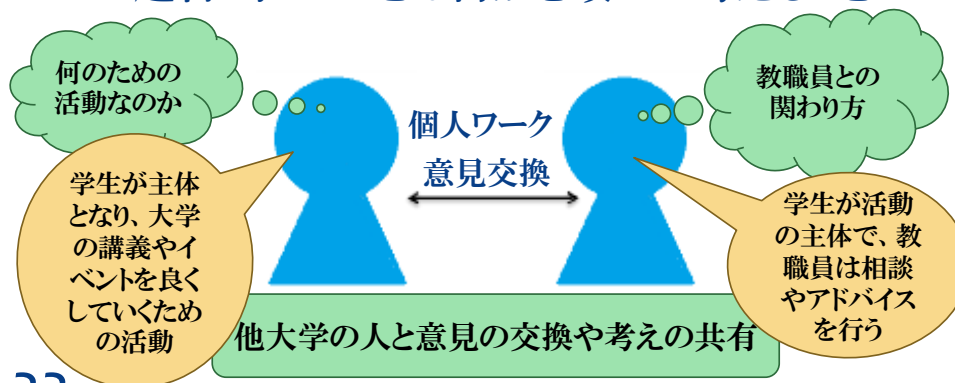 何のための
活動なのか
教職員との
関わり方
個人ワーク
意見交換
学生が主体
となり、大学
の講義やイ
ベントを良く
していくため
の活動
学生が活動
の主体で、教
職員は相談
やアドバイス
を行う
他大学の人と意見の交換や考えの共有